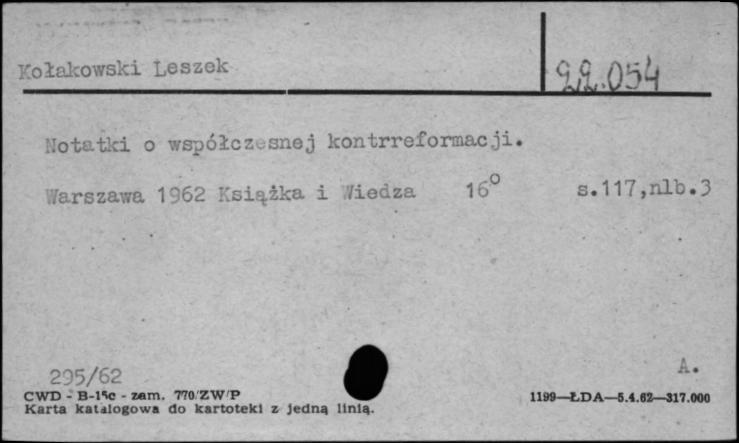 Kołakowski Leszek
22.054
Notatki o współczesnej kontrreformacji.
Warszawa 1962 Książka i Wiedza 16° s.117,nlb.3
295/62
A.
CWD - B-15c - zam. 770/ZW/P
1199—ŁDA—5.4.62—317.000
Karta katalogowa do kartoteki z jedną linią.